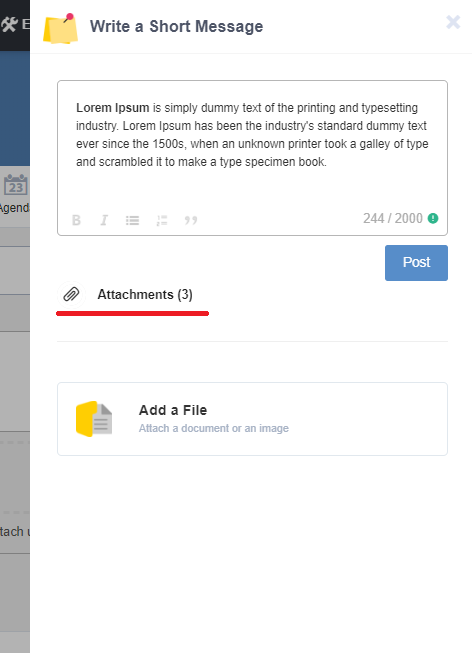 Write a Short Message
Lorem Ipsum is simply dummy text of the printing and typesetting
industry. Lorem Ipsum has been the industry's standard dummy text
ever since the 1500s, when an unknown printer took a galley of type
and scrambled it to make a type specimen book.
B I
244 / 2000
Post
Attachments (3)
Add a File
Attach a document or an image
E
23
Agend
tach u